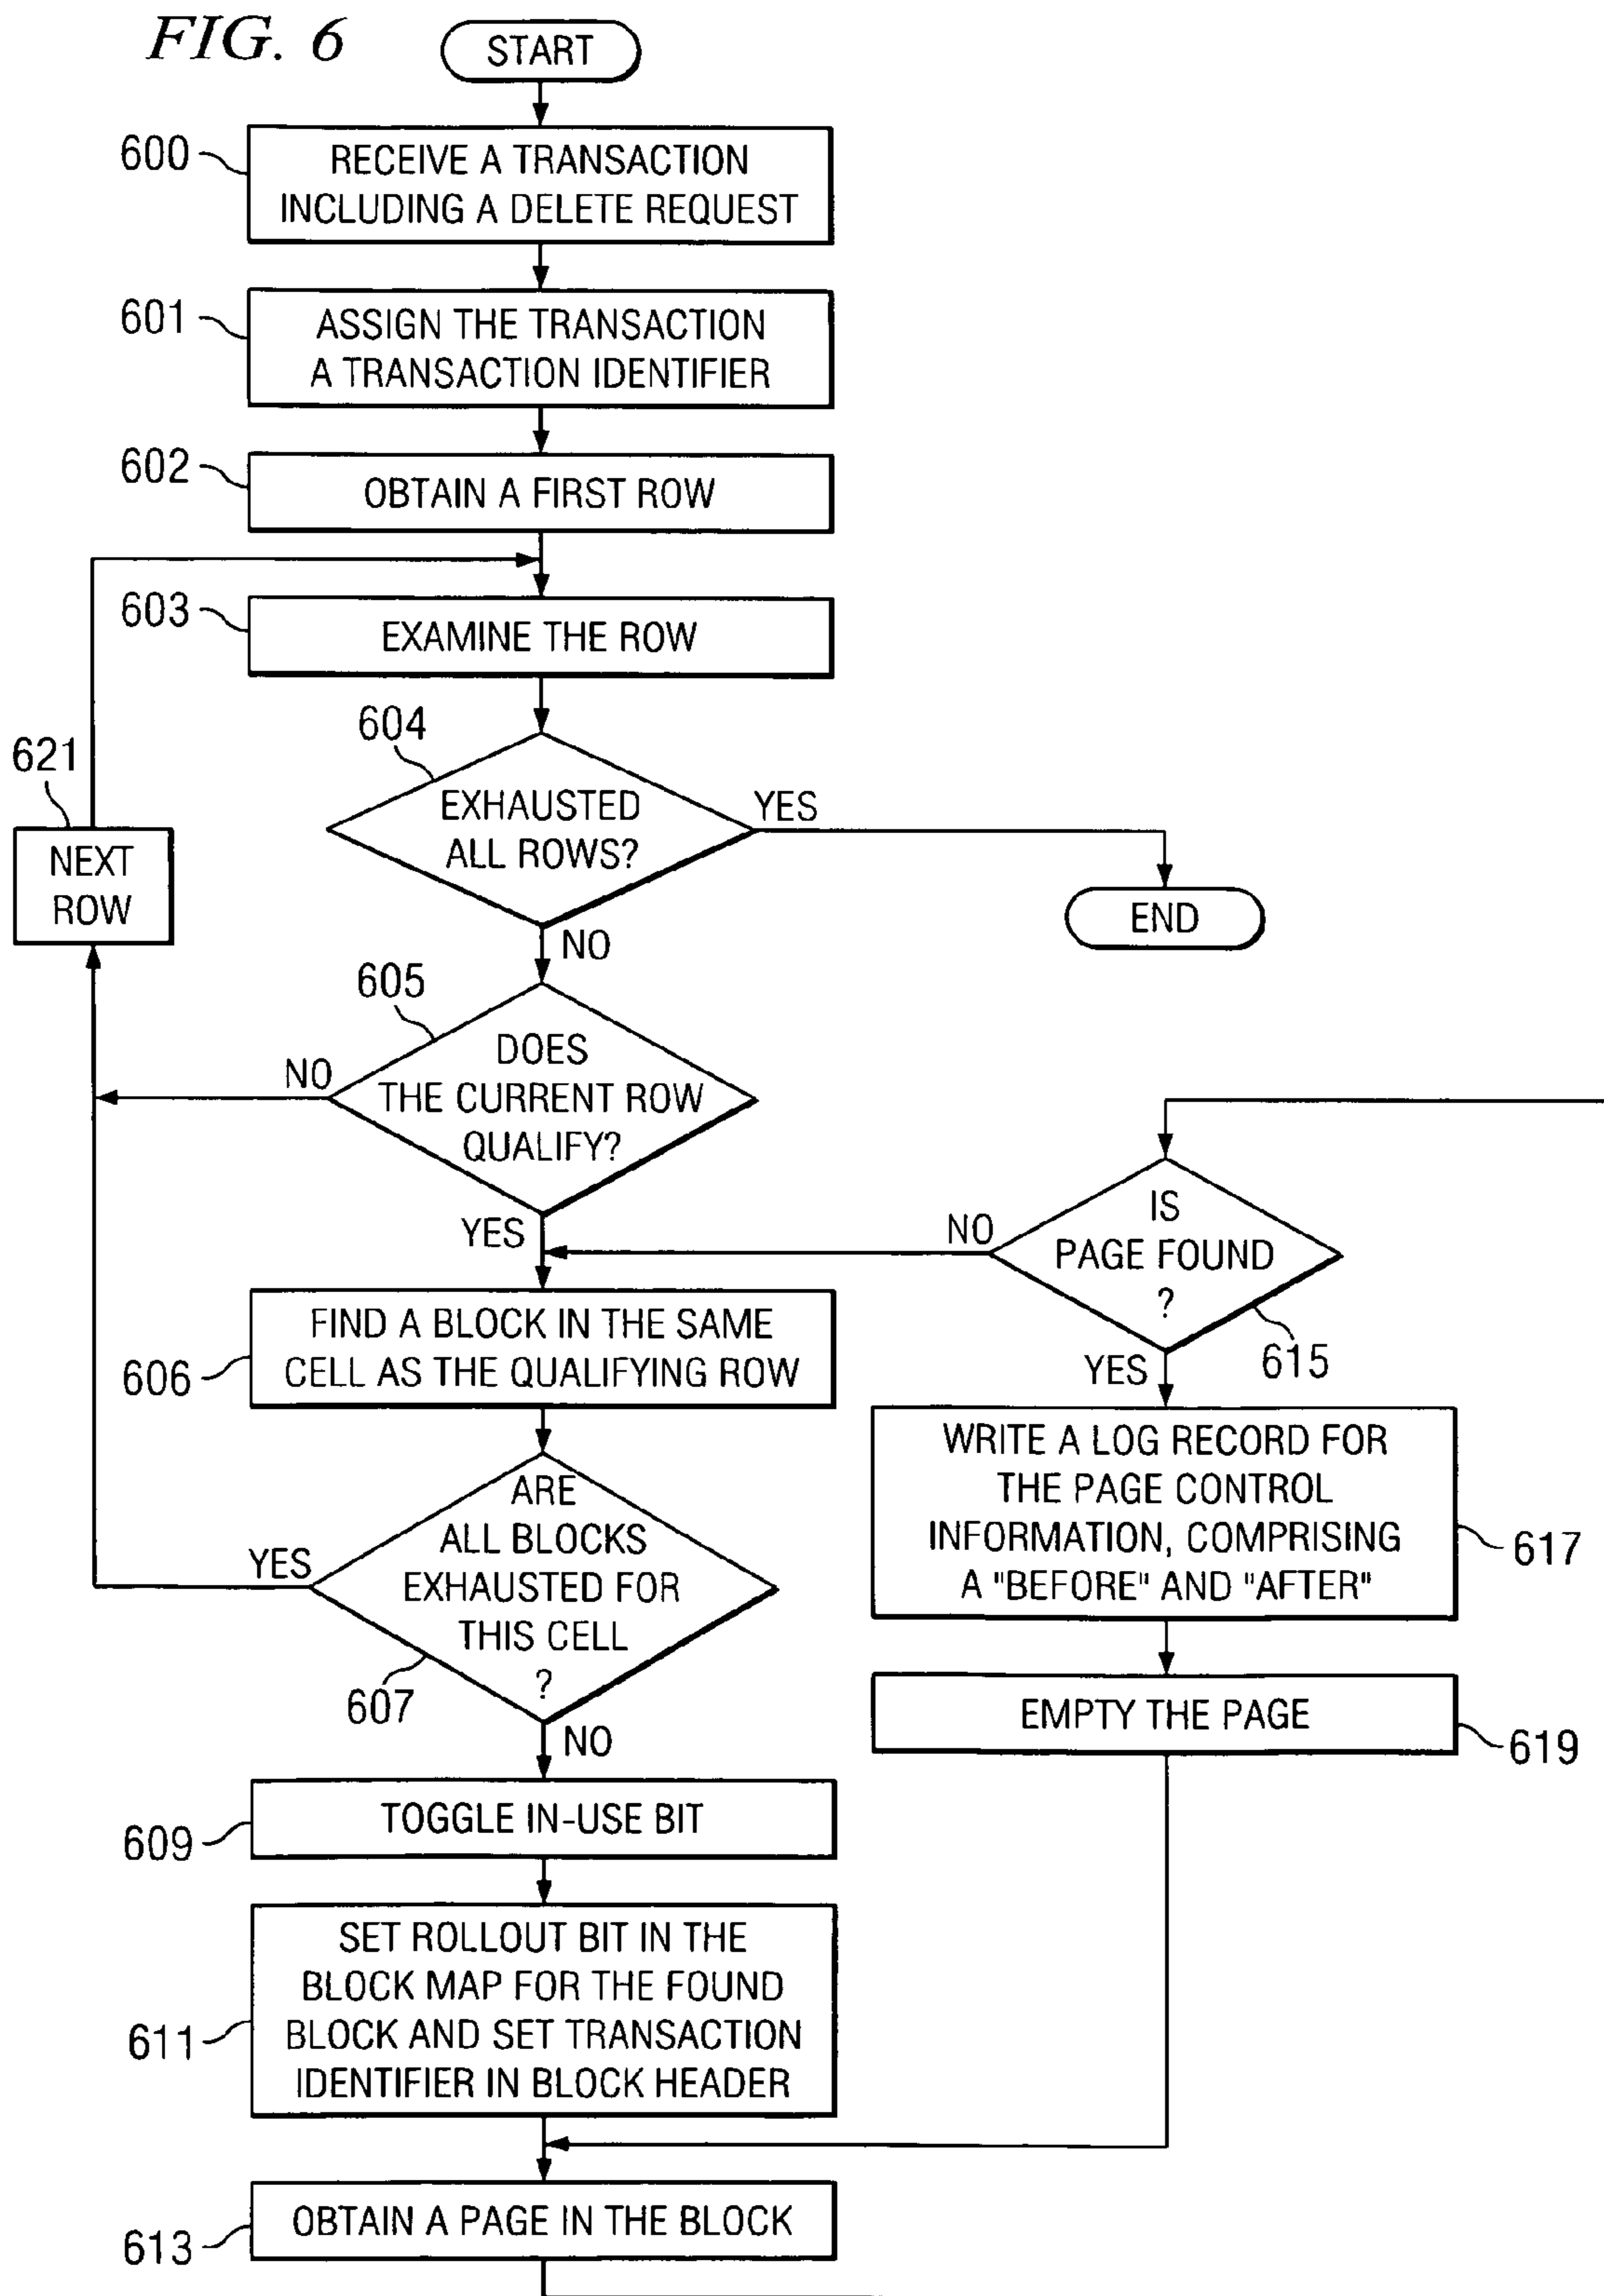 FIG. 6
START
600
RECEIVE A TRANSACTION
INCLUDING A DELETE REQUEST
601
ASSIGN THE TRANSACTION
A TRANSACTION IDENTIFIER
602
OBTAIN A FIRST ROW
603
EXAMINE THE ROW
604
EXHAUSTED
ALL ROWS?
YES
END
NO
621
NEXT
ROW
605
DOES
THE CURRENT ROW
QUALIFY?
NO
YES
606
FIND A BLOCK IN THE SAME
CELL AS THE QUALIFYING ROW
607
ARE
ALL BLOCKS
EXHAUSTED FOR
THIS CELL
?
YES
NO
609
TOGGLE IN-USE BIT
611
SET ROLLOUT BIT IN THE
BLOCK MAP FOR THE FOUND
BLOCK AND SET TRANSACTION
IDENTIFIER IN BLOCK HEADER
613
OBTAIN A PAGE IN THE BLOCK
IS
PAGE FOUND
?
615
NO
YES
WRITE A LOG RECORD FOR
THE PAGE CONTROL
INFORMATION, COMPRISING
A "BEFORE" AND "AFTER"
617
EMPTY THE PAGE
619